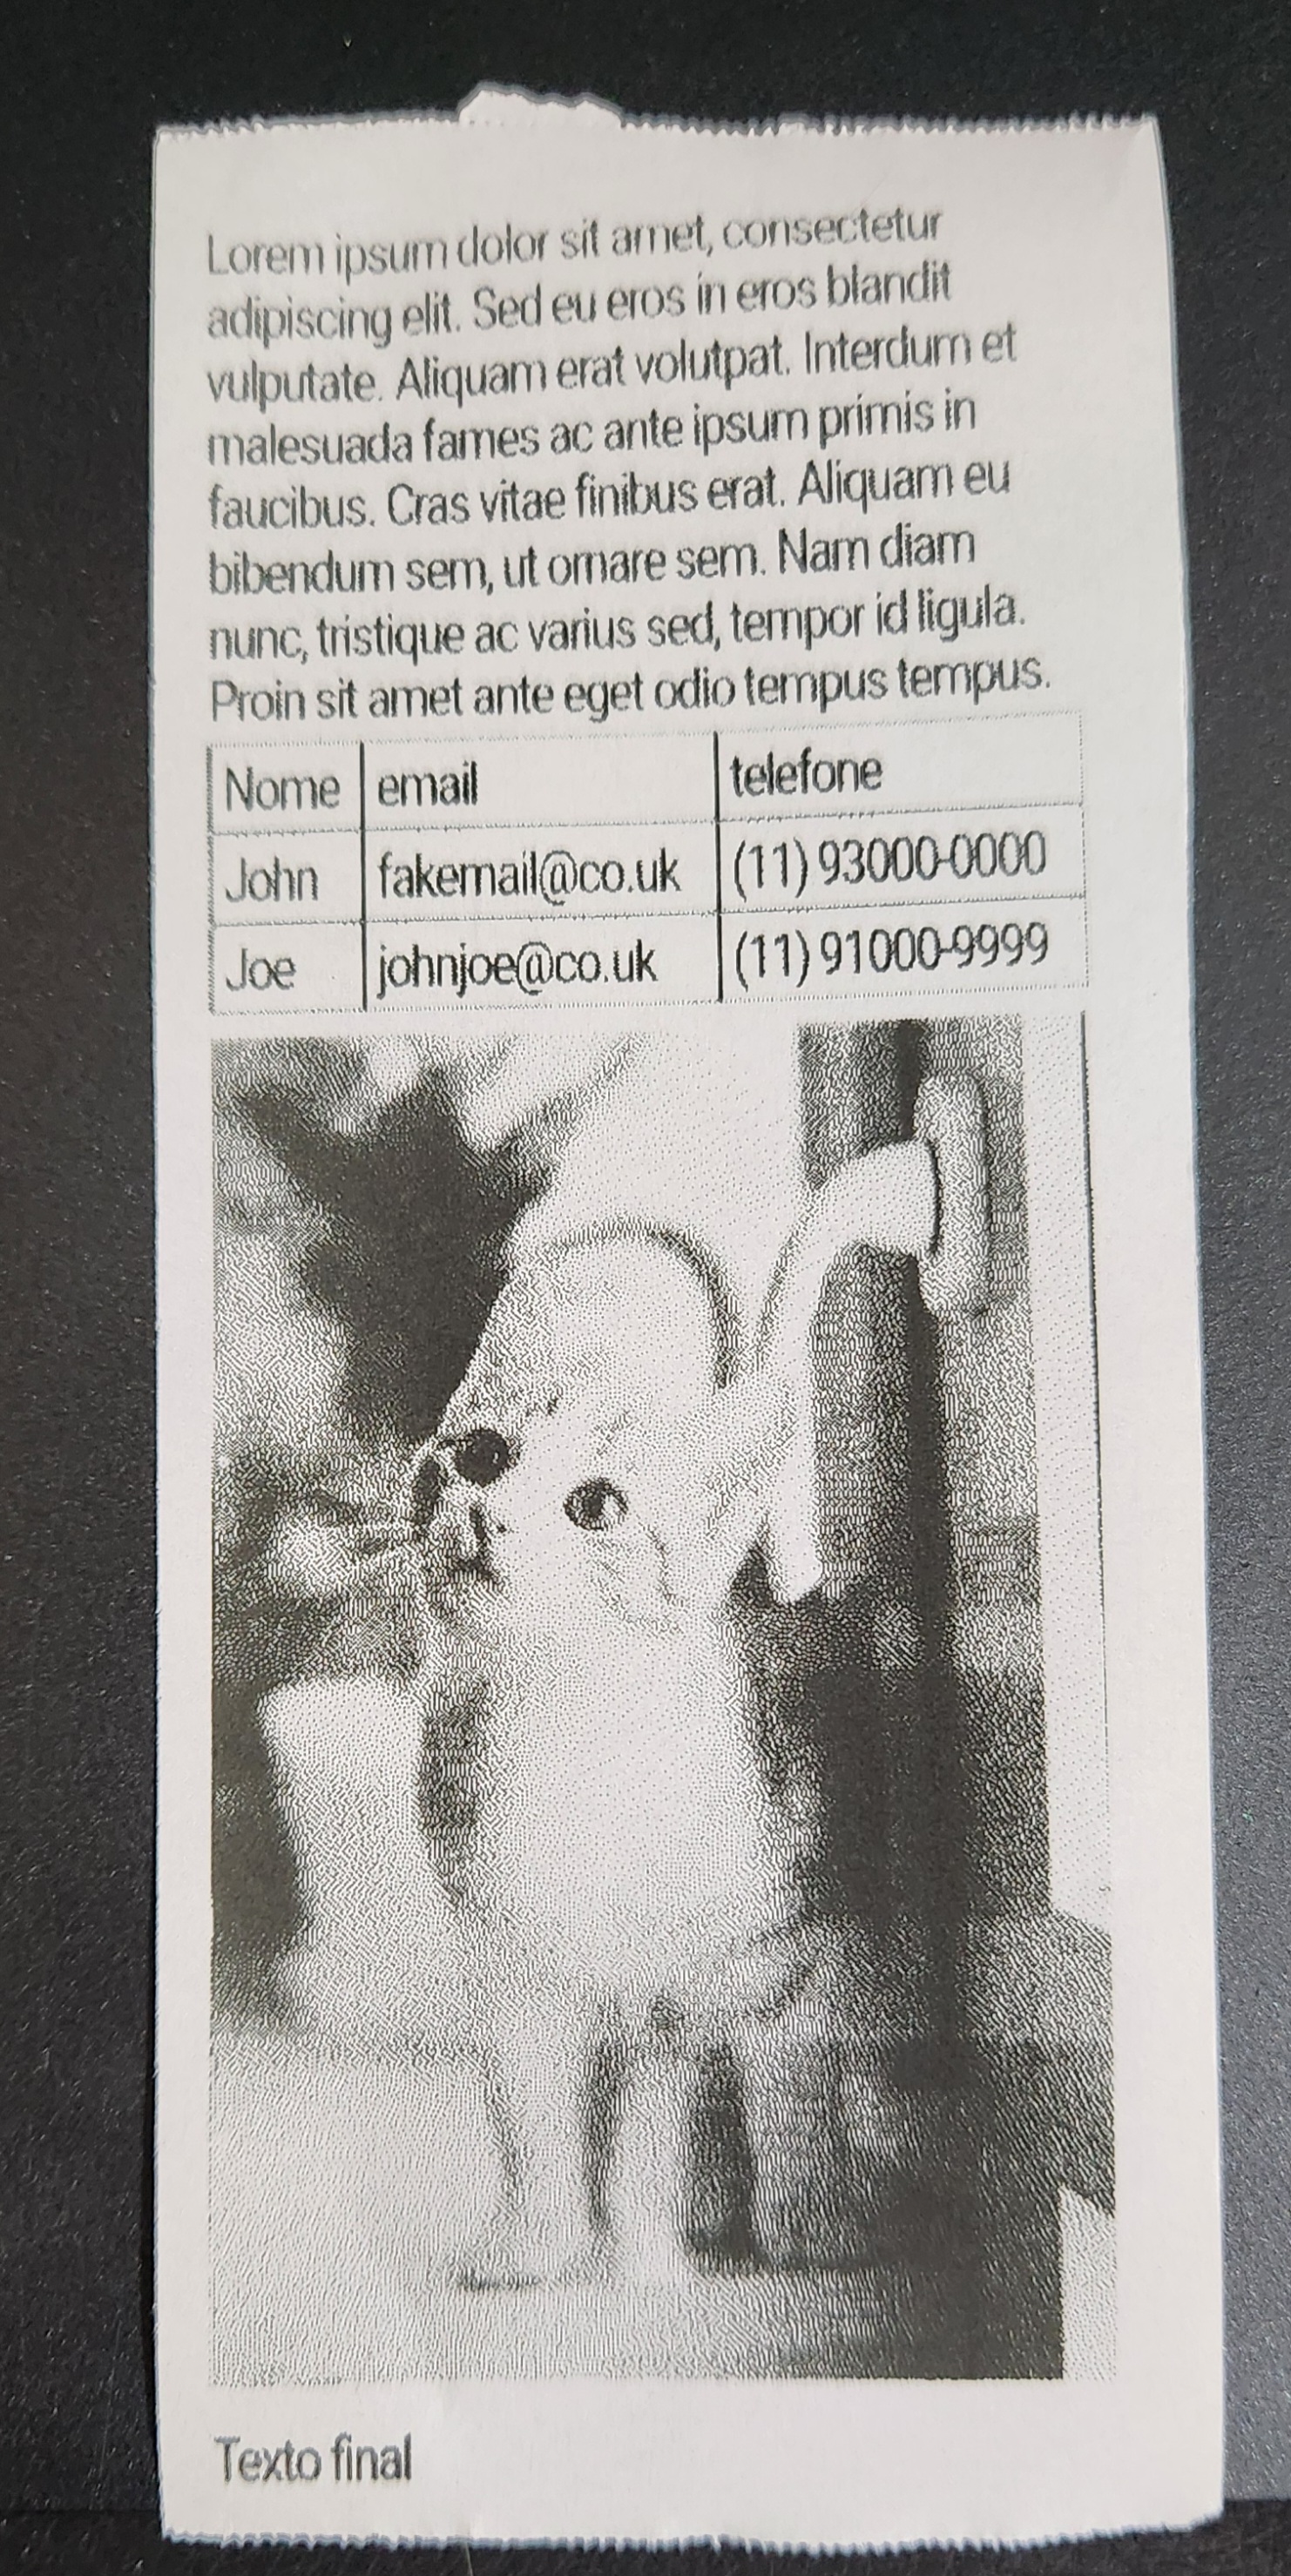 Lorem ipsum dolor sit amet, consectetur
adipiscing elit. Sed eu eros in eros blandit
vulputate. Aliquam erat volutpat. Interdum et
malesuada fames ac ante ipsum primis in
faucibus. Cras vitae finibus erat. Aliquam eu
bibendum sem, ut ornare sem. Nam diam
nunc, tristique ac varius sed, tempor id ligula.
Proin sit amet ante eget odio tempus tempus.
Nome email telefone
John fakemail@co.uk (11) 93000-0000
Joe johnjoe@co.uk (11) 91000-9999
Texto final